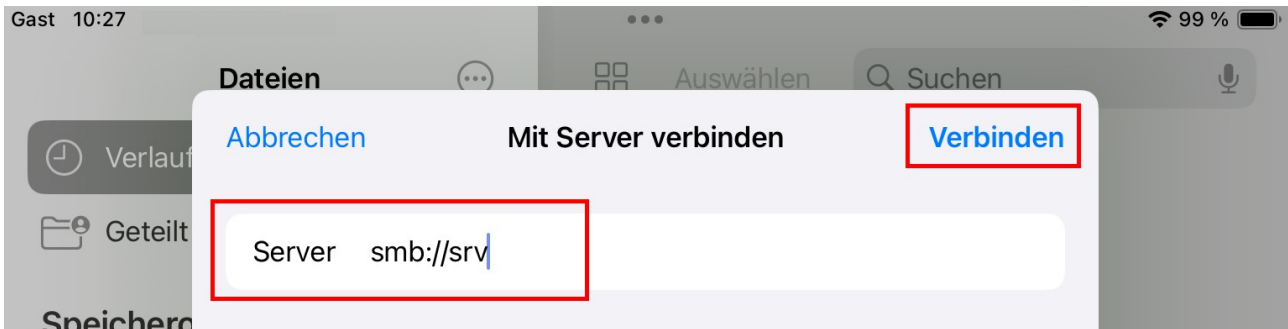 Gast 10:27
99 %
Dateien
Auswählen
Suchen
Abbrechen
Mit Server verbinden
Verbinden
Verlauf
Geteilt
Server smb://srv